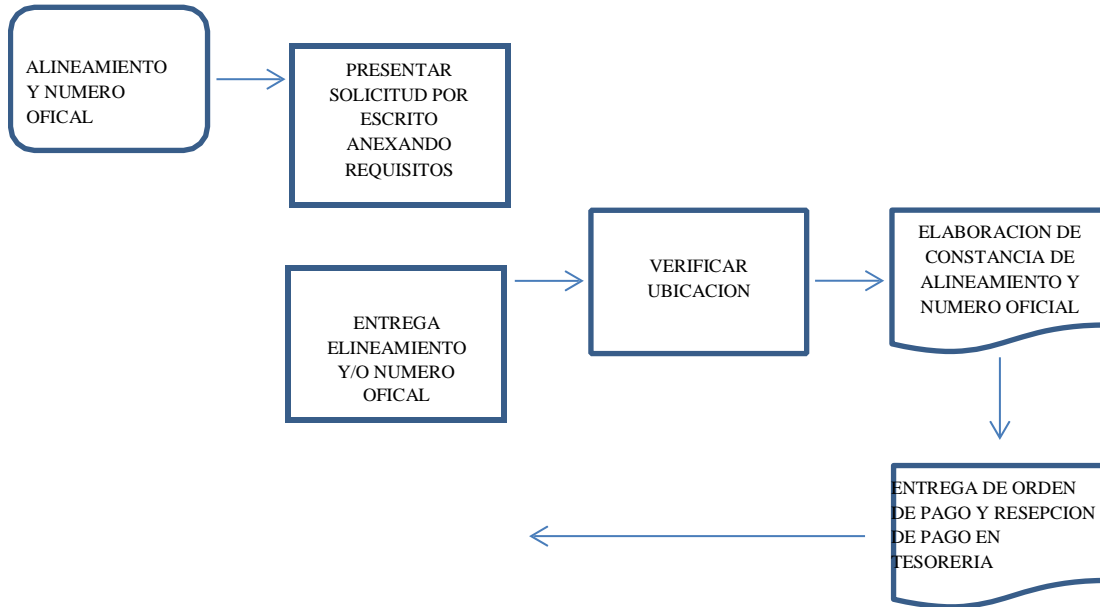 ALINEAMIENTO
Y NUMERO
OFICAL
PRESENTAR
SOLICITUD POR
ESCRITO
ANEXANDO
REQUISITOS
ENTREGA
ELINEAMIENTO
Y/O NUMERO
OFICAL
VERIFICAR
UBICACION
ELABORACION DE
CONSTANCIA DE
ALINEAMIENTO Y
NUMERO OFICIAL
ENTREGA DE ORDEN
DE PAGO Y RESEPCION
DE PAGO EN
TESORERIA